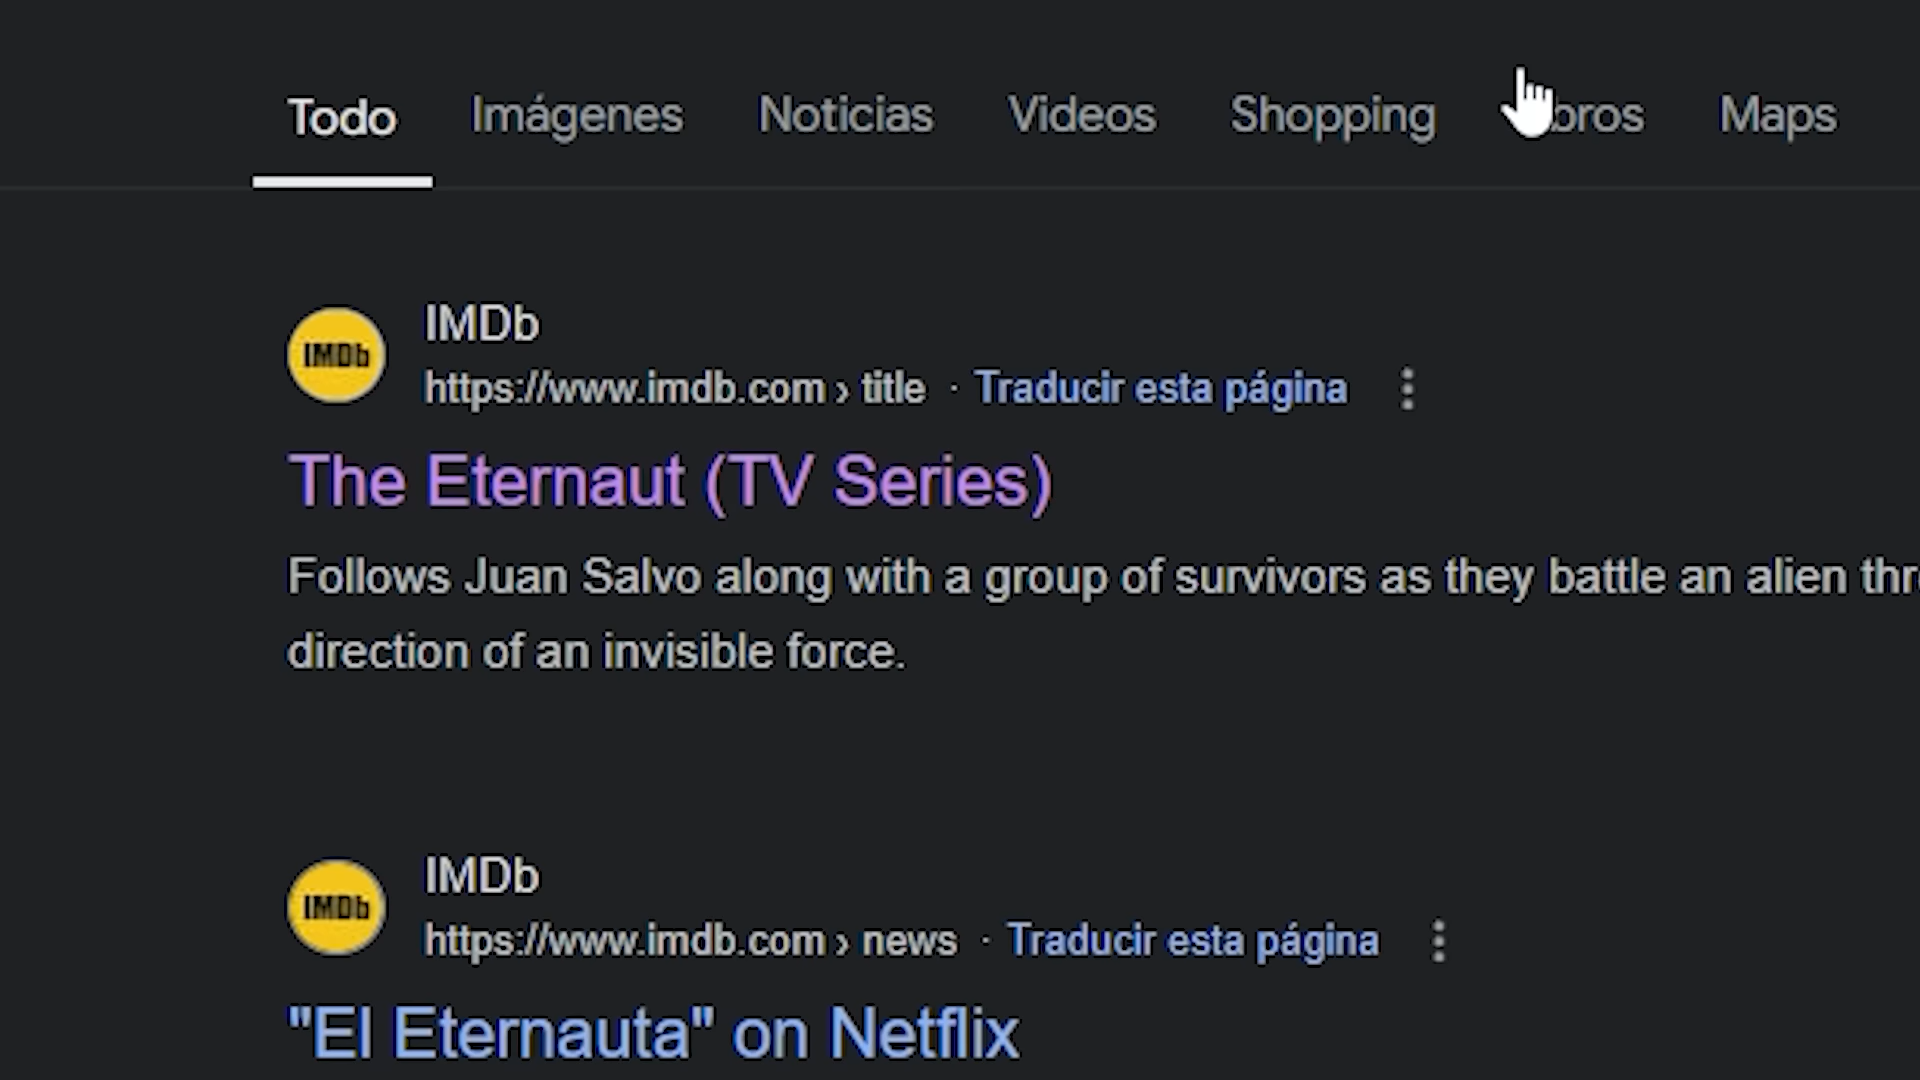 Todo Imágenes Noticias Videos Shopping Maps
IMDb
IMDb
https://www.imdb.com › title · Traducir esta página
The Eternaut (TV Series)
Follows Juan Salvo along with a group of survivors as they battle an alien
direction of an invisible force.
IMDb
IMDb
https://www.imdb.com › news · Traducir esta página
"El Eternauta" on Netflix